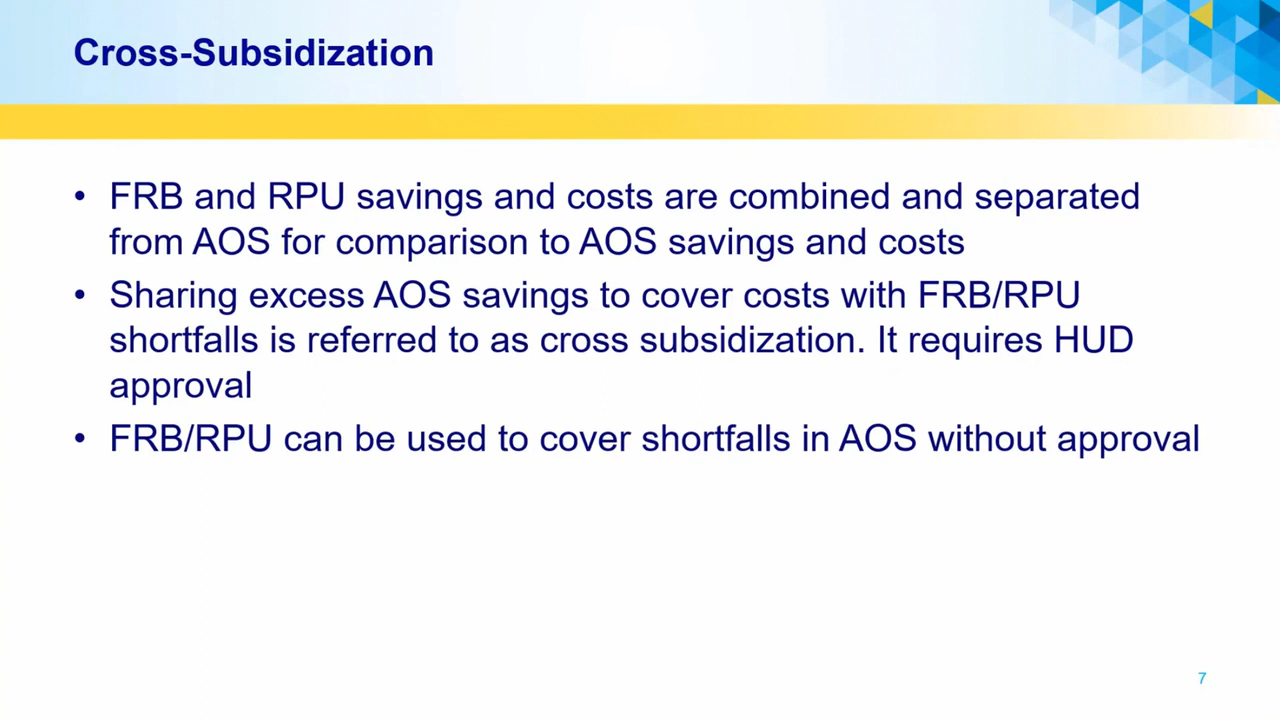 Cross-Subsidization
• FRB and RPU savings and costs are combined and separated
from AOS for comparison to AOS savings and costs
• Sharing excess AOS savings to cover costs with FRB/RPU
shortfalls is referred to as cross subsidization. It requires HUD
approval
• FRB/RPU can be used to cover shortfalls in AOS without approval
7